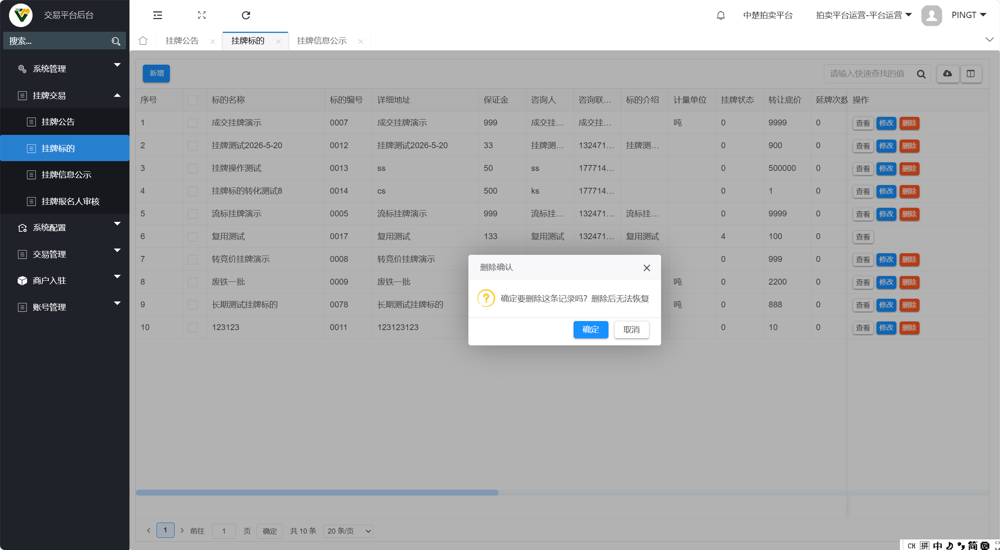 交易平台后台
中楚拍卖平台 拍卖平台运营-平台运营 PINGT
搜索...
挂牌公告 挂牌标的 挂牌信息公示
系统管理
挂牌交易
挂牌公告
挂牌标的
挂牌信息公示
挂牌报名人审核
系统配置
交易管理
商户入驻
账号管理
新增 请输入快速查找的值
序号 标的名称 标的编号 详细地址 保证金 咨询人 咨询联... 标的介绍 计量单位 挂牌状态 转让底价 延牌次数 操作
1 成交挂牌演示 0007 成交挂牌演示 999 成交挂... 成交挂... 吨 0 9999 0 查看 修改 删除
2 挂牌测试2026-5-20 0012 挂牌测试2026-5-20 33 挂牌测... 132471... 挂牌测... 0 900 0 查看 修改 删除
3 挂牌操作测试 0013 ss 50 ss 177714... 0 500000 0 查看 修改 删除
4 挂牌标的转化测试8 0014 cs 500 ks 177714... 0 1 0 查看 修改 删除
5 流标挂牌演示 0005 流标挂牌演示 999 流标挂... 132471... 流标挂... 0 9999 0 查看 修改 删除
6 复用测试 0017 复用测试 133 复用测试 132471... 复用测试 4 100 0 查看
7 转竞价挂牌演示 0008 转竞价挂牌演示 0 999 0 查看 修改 删除
8 废铁一批 0009 废铁一批 吨 0 2200 0 查看 修改 删除
9 长期测试挂牌标的 0078 长期测试挂牌标的 吨 0 888 0 查看 修改 删除
10 123123 0011 123123123 0 10 0 查看 修改 删除
删除确认
确定要删除这条记录吗？删除后无法恢复
确定 取消
1 前往 1 页 确定 共 10 条 20 条/页
CH 拼 中 简